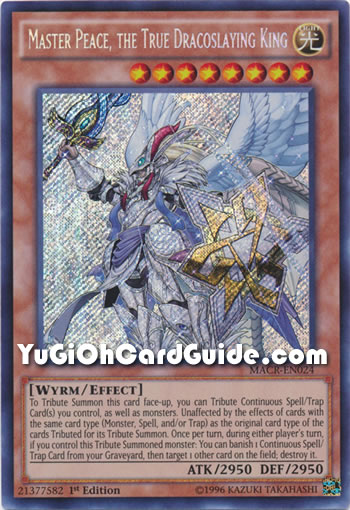 MASTER PEACE, THE TRUE DRACOSLAYING KING
LIGHT
光
YuGiOhCardGuide.com
MACR-EN024
[WYRM/EFFECT]
To Tribute Summon this card face-up, you can Tribute Continuous Spell/Trap
Card(s) you control, as well as monsters. Unaffected by the effects of cards with
the same card type (Monster, Spell, and/or Trap) as the original card type of the
cards Tributed for its Tribute Summon. Once per turn, during either player's turn,
if you control this Tribute Summoned monster: You can banish 1 Continuous Spell/
Trap Card from your Graveyard, then target 1 other card on the field; destroy it.
ATK/2950 DEF/2950
21377582 1st Edition ©1996 KAZUKI TAKAHASHI